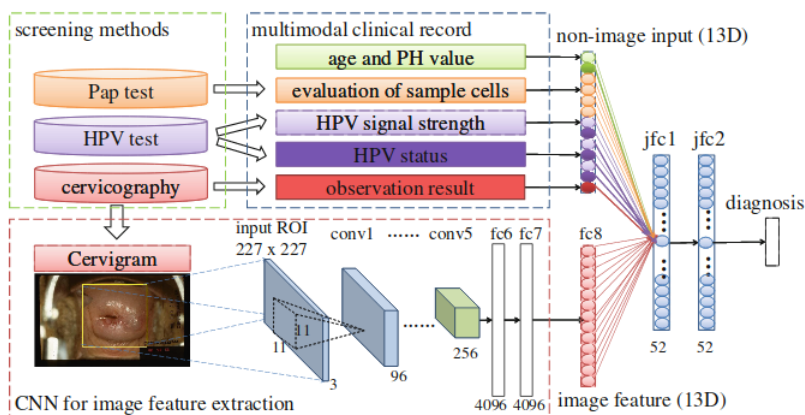 screening methods
Pap test
HPV test
cervicography
multimodal clinical record
age and PH value
evaluation of sample cells
HPV signal strength
HPV status
observation result
non-image input (13D)
jfc1 jfc2
diagnosis
52 52
Cervigram
input ROI
227 x 227
conv1 ...... conv5
fc6 fc7
fc8
11
11
3
96
......
256
4096 4096
CNN for image feature extraction
image feature (13D)